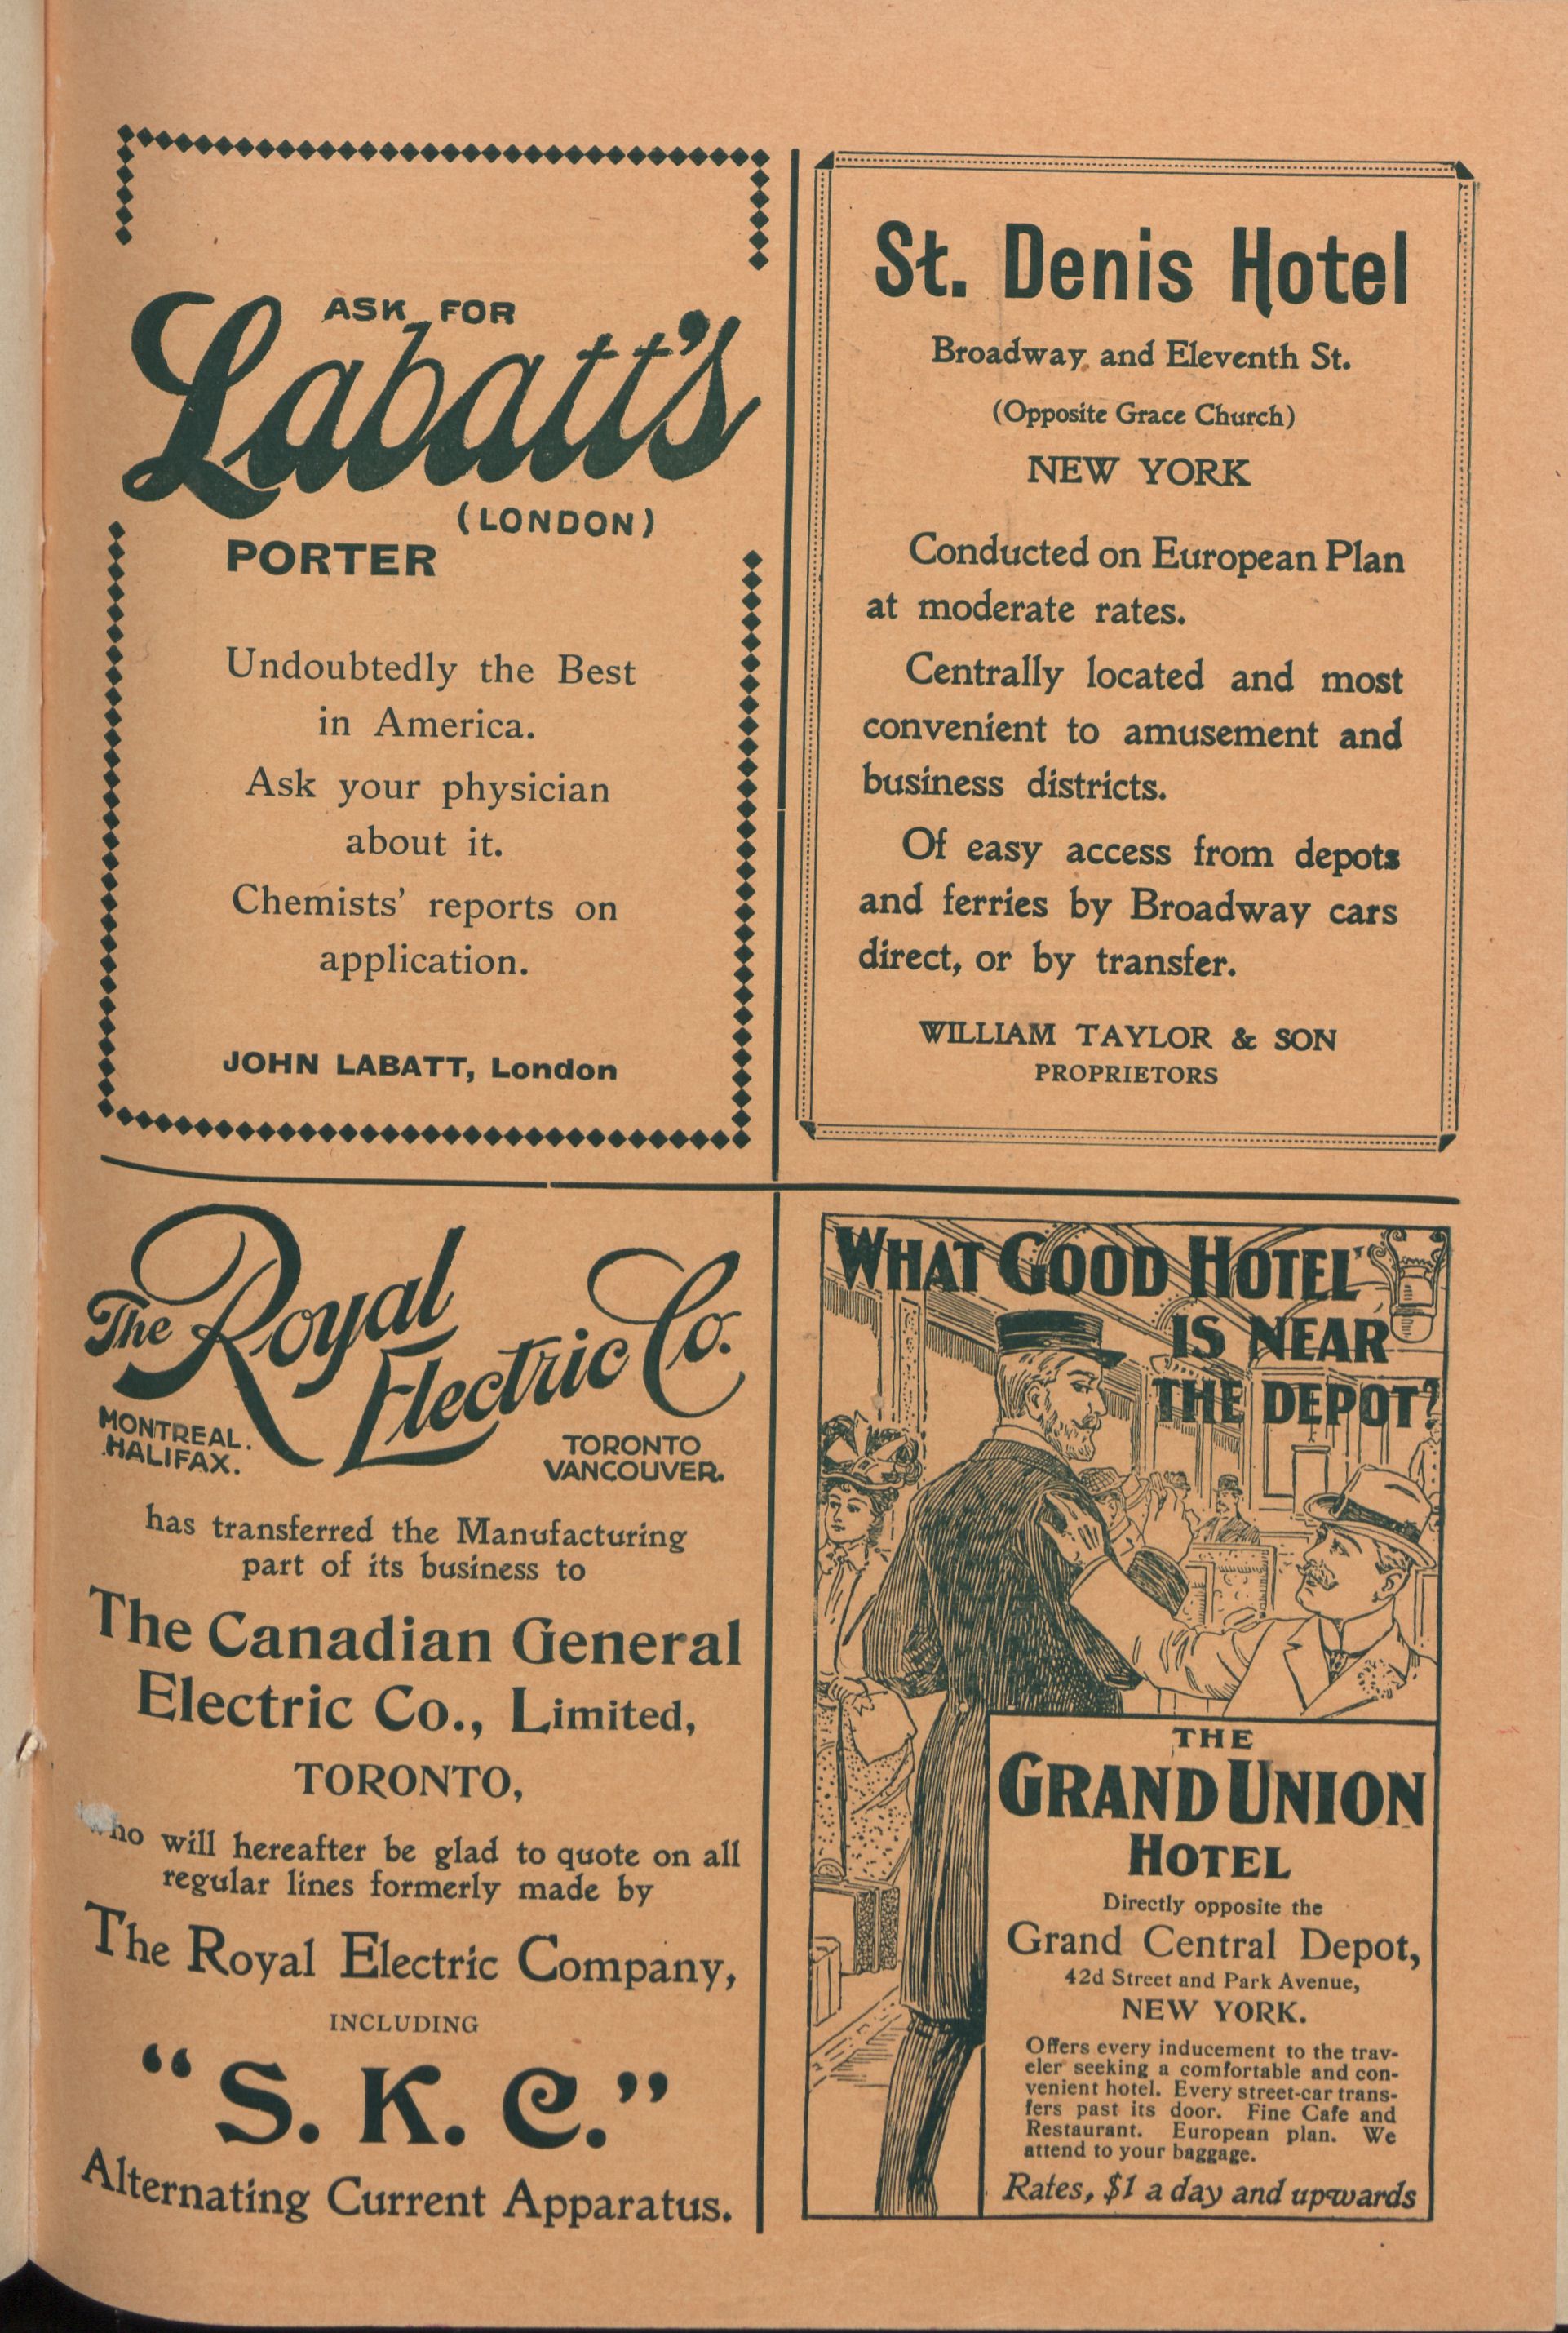 ASK FOR
Labatt's
(LONDON)
PORTER
Undoubtedly the Best
in America.
Ask your physician
about it.
Chemists' reports on
application.
JOHN LABATT, London
St. Denis Hotel
Broadway and Eleventh St.
(Opposite Grace Church)
NEW YORK
Conducted on European Plan
at moderate rates.
Centrally located and most
convenient to amusement and
business districts.
Of easy access from depots
and ferries by Broadway cars
direct, or by transfer.
WILLIAM TAYLOR & SON
PROPRIETORS
The Royal
Electric Co.
MONTREAL.
HALIFAX.
TORONTO
VANCOUVER.
has transferred the Manufacturing
part of its business to
The Canadian General
Electric Co., Limited,
TORONTO,
who will hereafter be glad to quote on all
regular lines formerly made by
The Royal Electric Company,
INCLUDING
"S. K. C."
Alternating Current Apparatus.
WHAT GOOD HOTEL
IS NEAR
THE DEPOT?
THE
GRAND UNION
HOTEL
Directly opposite the
Grand Central Depot,
42d Street and Park Avenue,
NEW YORK.
Offers every inducement to the trav-
eler seeking a comfortable and con-
venient hotel. Every street-car trans-
fers past its door. Fine Cafe and
Restaurant. European plan. We
attend to your baggage.
Rates, $1 a day and upwards